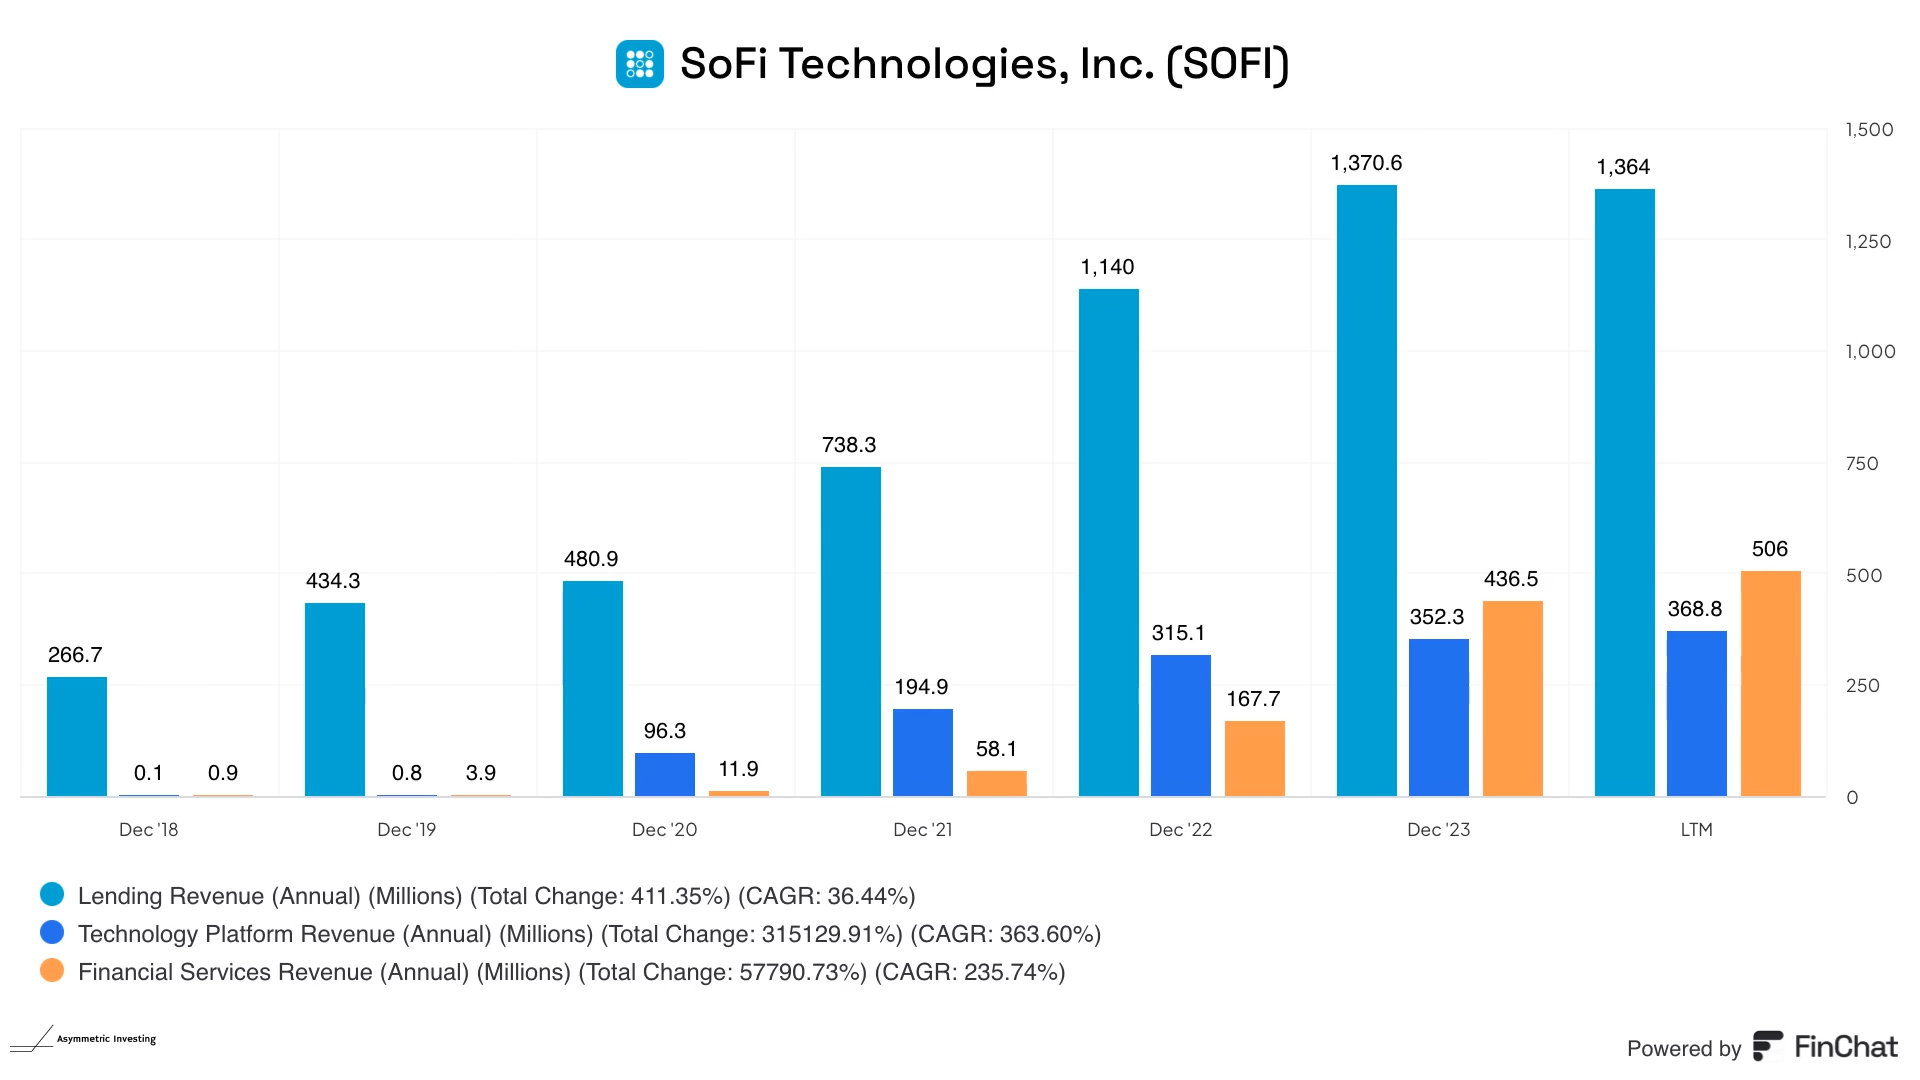 SoFi Technologies, Inc. (SOFI)
1,500
1,250
1,000
750
500
250
0
266.7
0.1
0.9
434.3
0.8
3.9
480.9
96.3
11.9
738.3
194.9
58.1
1,140
315.1
167.7
1,370.6
352.3
436.5
1,364
368.8
506
Dec '18
Dec '19
Dec '20
Dec '21
Dec '22
Dec '23
LTM
Lending Revenue (Annual) (Millions) (Total Change: 411.35%) (CAGR: 36.44%)
Technology Platform Revenue (Annual) (Millions) (Total Change: 315129.91%) (CAGR: 363.60%)
Financial Services Revenue (Annual) (Millions) (Total Change: 57790.73%) (CAGR: 235.74%)
Asymmetric Investing
Powered by FinChat